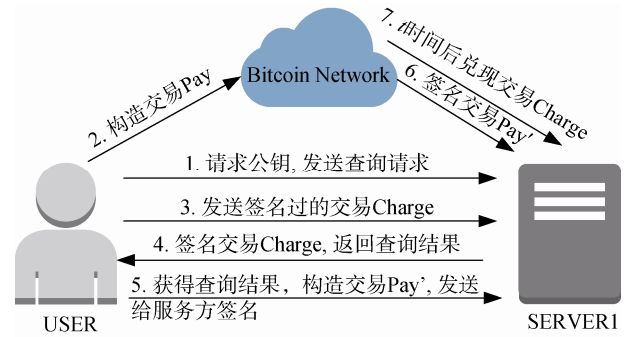 7. t时间后兑现交易Charge
6. 签名交易Pay'
Bitcoin Network
2. 构造交易Pay
1. 请求公钥, 发送查询请求
3. 发送签名过的交易Charge
4. 签名交易Charge, 返回查询结果
5. 获得查询结果，构造交易Pay’, 发送
给服务方签名
USER
SERVER1